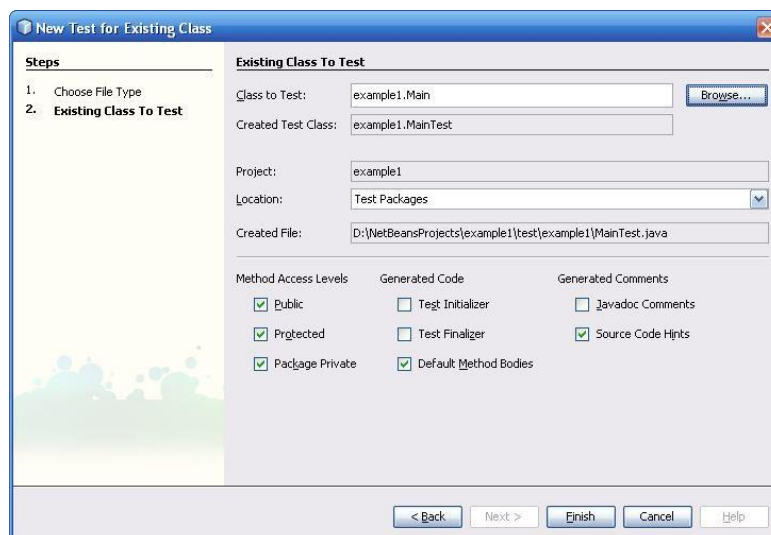 New Test for Existing Class
Steps
1. Choose File Type
2. Existing Class To Test
Existing Class To Test
Class to Test: example1.Main Browse...
Created Test Class: example1.MainTest
Project: example1
Location: Test Packages
Created File: D:\NetBeansProjects\example1\test\example1\MainTest.java
Method Access Levels Generated Code Generated Comments
Public Test Initializer Javadoc Comments
Protected Test Finalizer Source Code Hints
Package Private Default Method Bodies
< Back Next > Finish Cancel Help